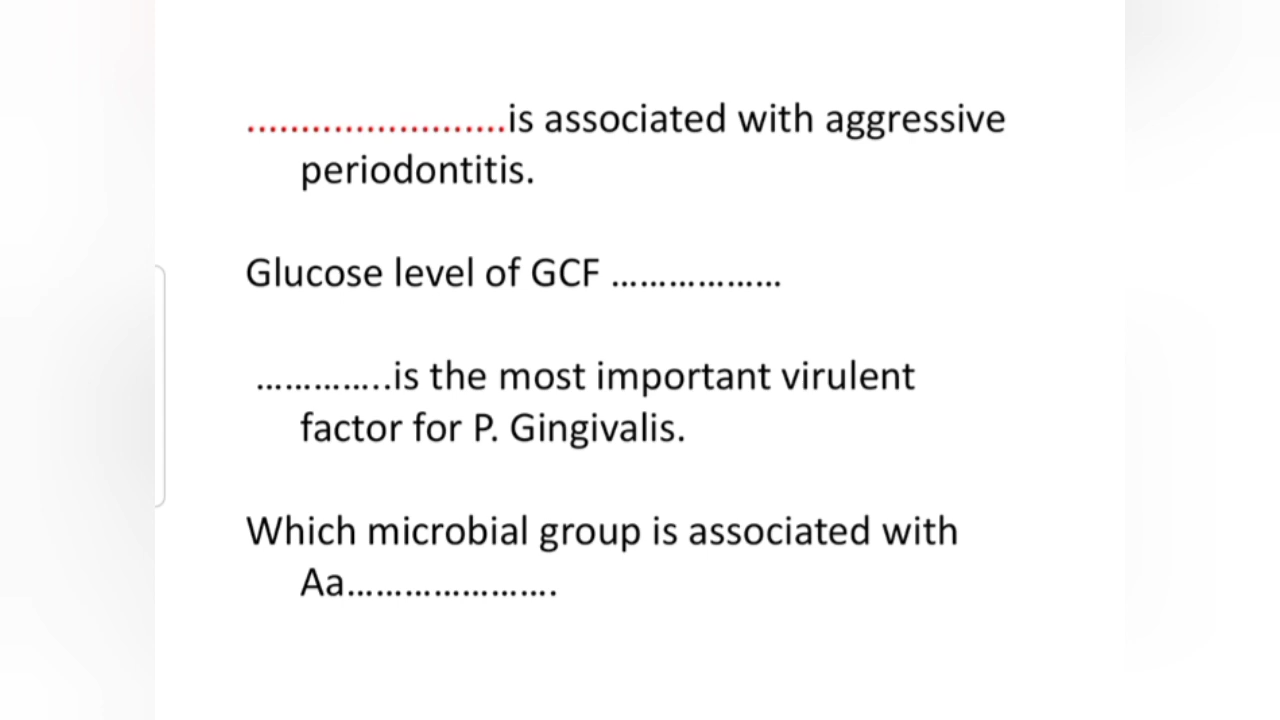 ........................is associated with aggressive
periodontitis.
Glucose level of GCF ………………
…………..is the most important virulent
factor for P. Gingivalis.
Which microbial group is associated with
Aa………………….